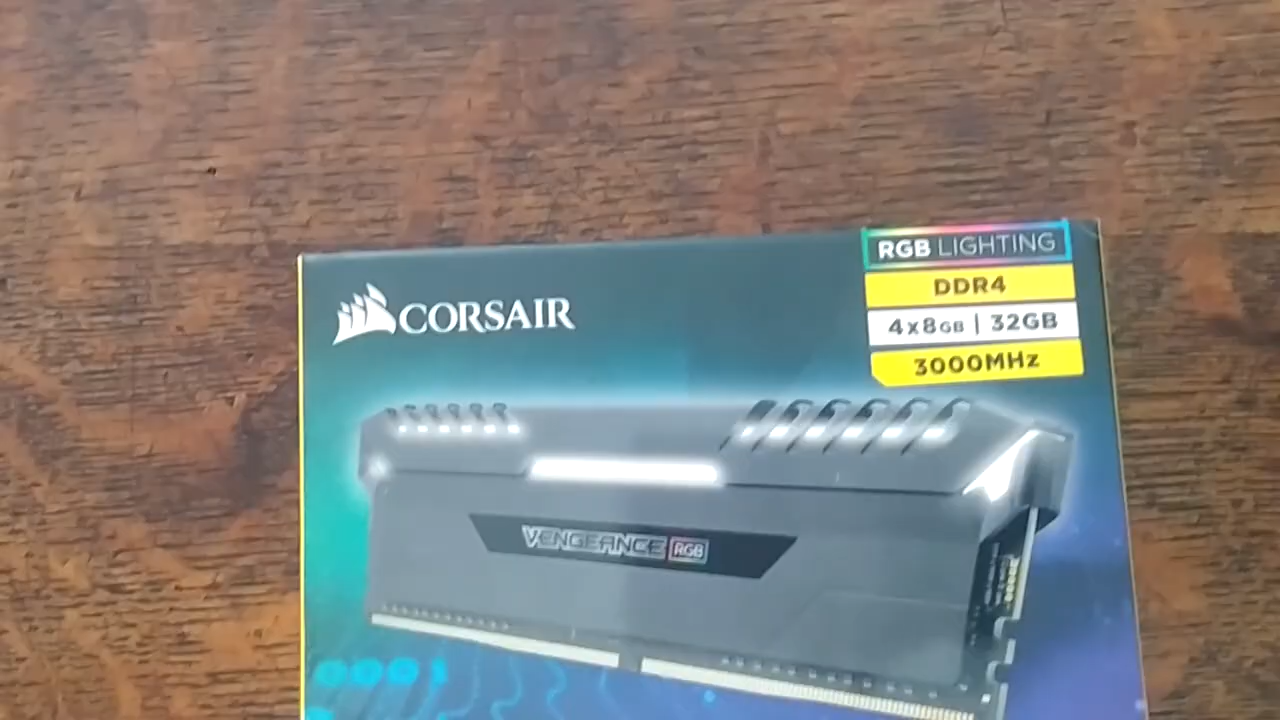 CORSAIR
RGB LIGHTING
DDR4
4x8GB | 32GB
3000MHz
VENGEANCE RGB